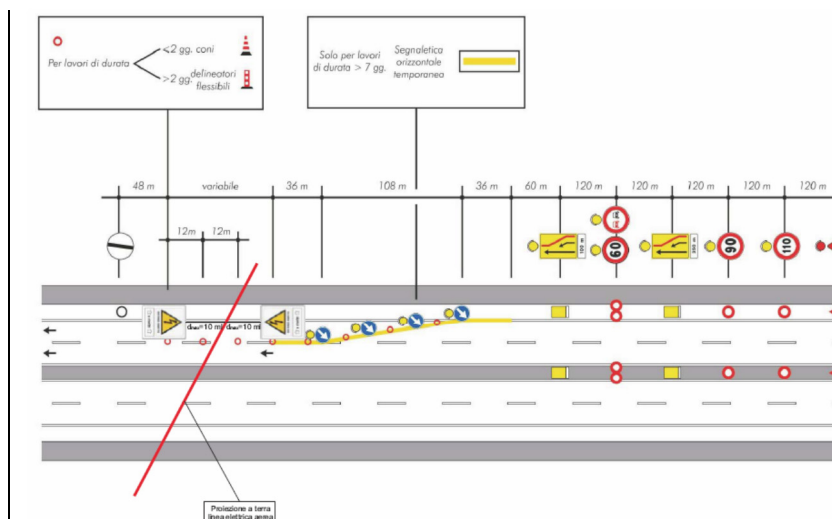 Per lavori di durata
<2 gg. coni
>2 gg. delineatori
flessibili
Solo per lavori
di durata > 7 gg.
Segnaletica
orizzontale
temporanea
48 m
variabile
36 m
108 m
36 m
60 m
120 m
120 m
120 m
120 m
120 m
12m
12m
60
90
110
=10 m
=10 m
Proiezione a terra
linea elettrica aerea